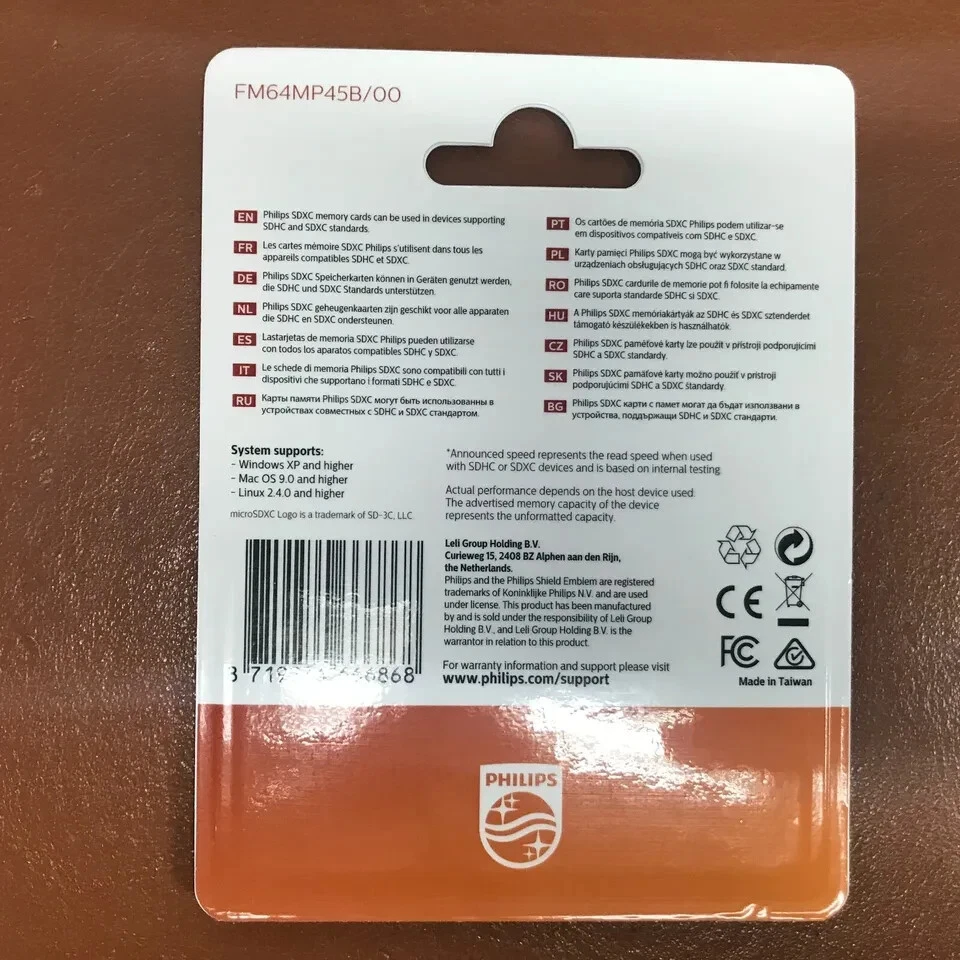 FM64MP45B/00
EN Philips SDXC memory cards can be used in devices supporting
SDHC and SDXC standards.
FR Les cartes mémoire SDXC Philips s'utilisent dans tous les
appareils compatibles SDHC et SDXC.
DE Philips SDXC Speicherkarten können in Geräten genutzt werden,
die SDHC und SDXC Standards unterstützen.
NL Philips SDXC geheugenkaarten zijn geschikt voor alle apparaten
die SDHC en SDXC ondersteunen.
ES Lastarjetas de memoria SDXC Philips pueden utilizarse
con todos los aparatos compatibles SDHC y SDXC.
IT Le schede di memoria Philips SDXC sono compatibili con tutti i
dispositivi che supportano i formati SDHC e SDXC.
RU Карты памяти Philips SDXC могут быть использованны в
устройствах совместных с SDHC и SDXC стандартом.
PT Os cartões de memória SDXC Philips podem utilizar-se
em dispositivos compatíveis com SDHC e SDXC.
PL Karty pamięci Philips SDXC mogą być wykorzystane w
urządzeniach obsługujących SDHC oraz SDXC standard.
RO Philips SDXC cardurile de memorie pot fi folosite la echipamente
care suporta standarde SDHC si SDXC.
HU A Philips SDXC memóriakártyák az SDHC és SDXC sztenderdet
támogató készülékekben is használhatók.
CZ Philips SDXC paměťové karty lze použít v přístroji podporujícími
SDHC a SDXC standardy.
SK Philips SDXC pamäťové karty možno použiť v prístroji
podporujúcimi SDHC a SDXC štandardy.
BG Philips SDXC карти с памет могат да бъдат използвани в
устройства, поддържащи SDHC и SDXC стандарти.
System supports:
- Windows XP and higher
- Mac OS 9.0 and higher
- Linux 2.4.0 and higher
microSDXC Logo is a trademark of SD-3C, LLC
*Announced speed represents the read speed when used
with SDHC or SDXC devices and is based on internal testing
Actual performance depends on the host device used.
The advertised memory capacity of the device
represents the unformatted capacity.
Leli Group Holding B.V.
Curieweg 15, 2408 BZ Alphen aan den Rijn,
the Netherlands.
Philips and the Philips Shield Emblem are registered
trademarks of Koninklijke Philips N.V. and are used
under license. This product has been manufactured
by and is sold under the responsibility of Leli Group
Holding B.V., and Leli Group Holding B.V. is the
warrantor in relation to this product.
For warranty information and support please visit
www.philips.com/support
CE
FC
Made in Taiwan
PHILIPS